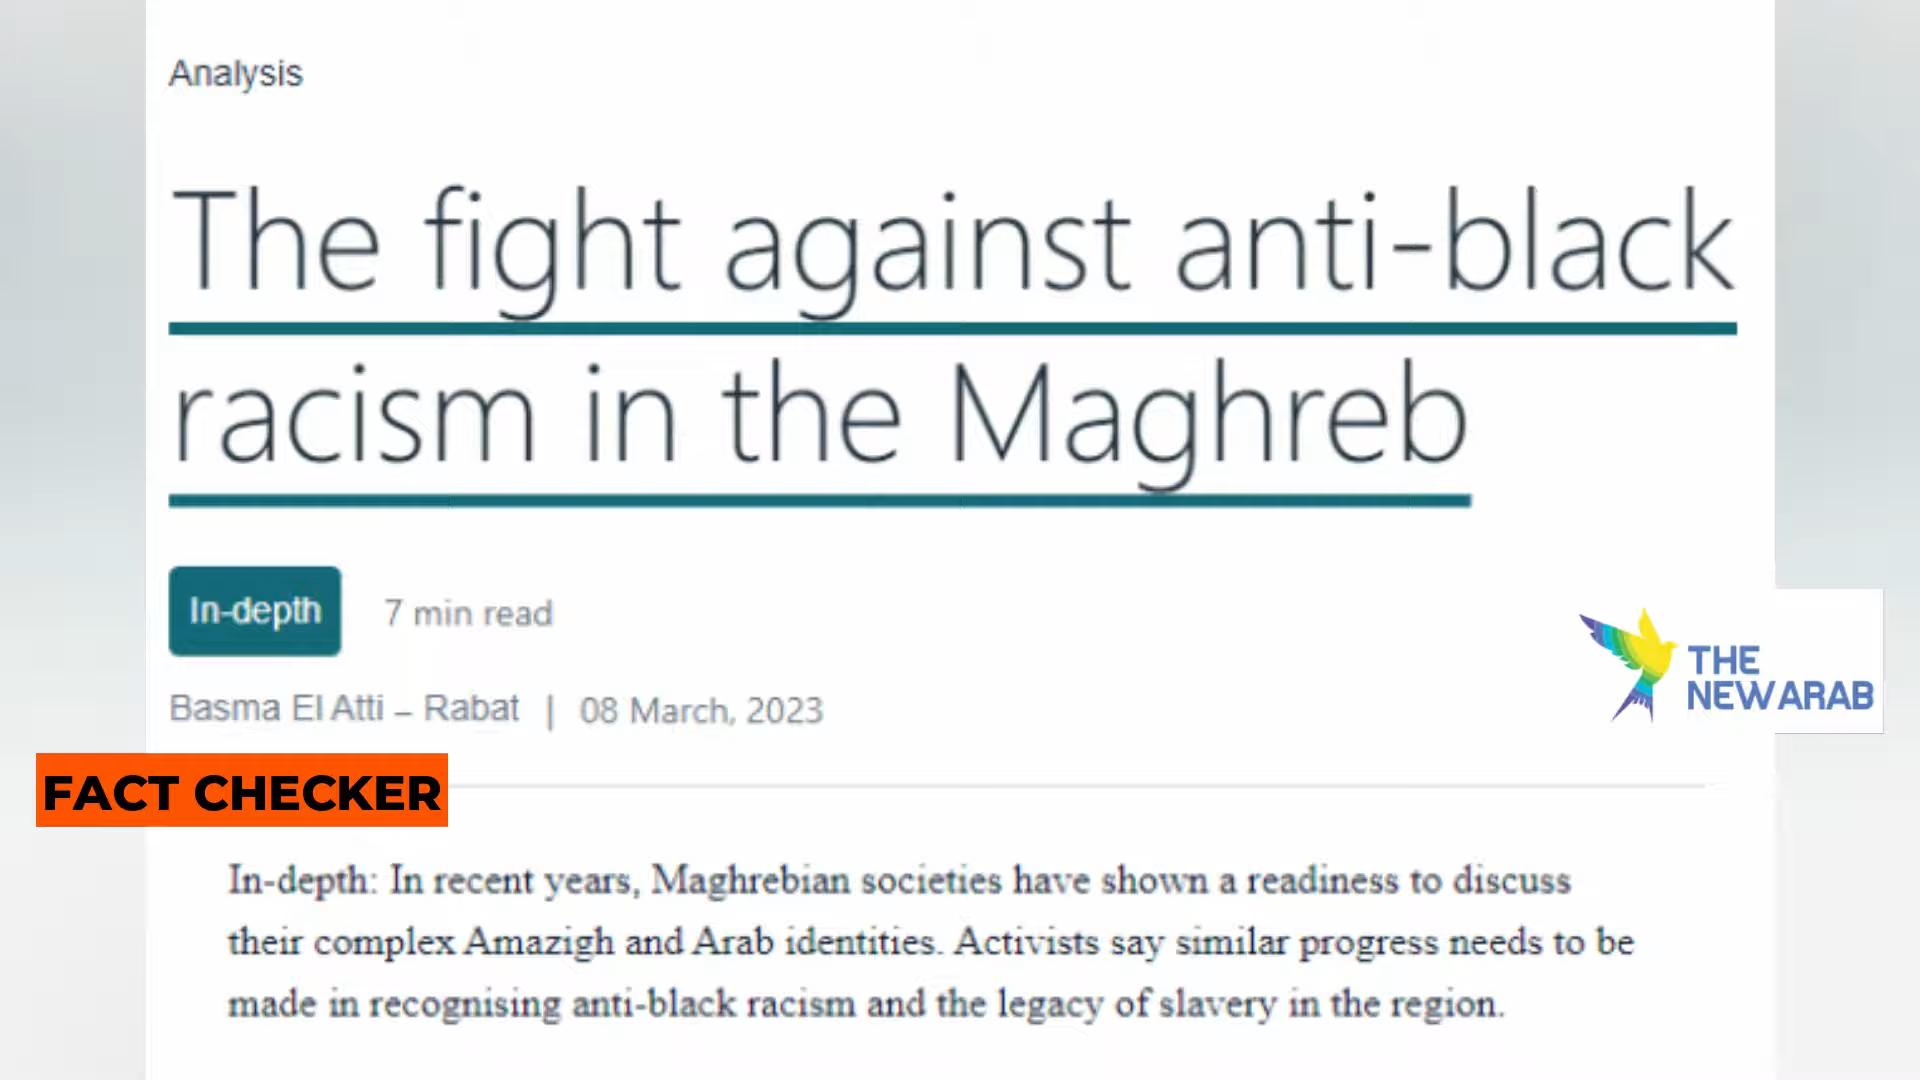 Analysis
The fight against anti-black
racism in the Maghreb
In-depth
7 min read
Basma El Atti – Rabat | 08 March, 2023
THE
NEW ARAB
FACT CHECKER
In-depth: In recent years, Maghrebian societies have shown a readiness to discuss
their complex Amazigh and Arab identities. Activists say similar progress needs to be
made in recognising anti-black racism and the legacy of slavery in the region.